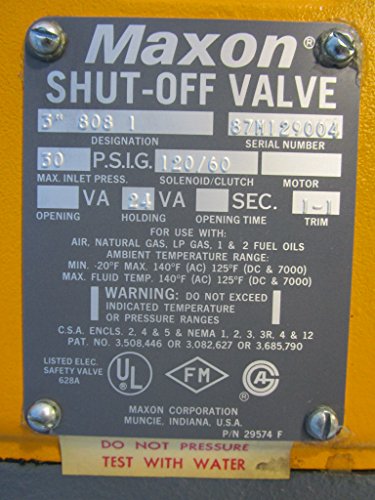 Maxon®
SHUT-OFF VALVE
3" 808 1 87M129004
DESIGNATION SERIAL NUMBER
30 P.S.I.G. 120/60
MAX. INLET PRESS. SOLENOID/CLUTCH MOTOR
VA 24 VA SEC. 1-1
OPENING HOLDING OPENING TIME TRIM
FOR USE WITH:
AIR, NATURAL GAS, LP GAS, 1 & 2 FUEL OILS
AMBIENT TEMPERATURE RANGE:
MIN. -20°F MAX. 140°F (AC) 125°F (DC & 7000)
MAX. FLUID TEMP. 140°F (AC) 125°F (DC & 7000)
WARNING: DO NOT EXCEED
INDICATED TEMPERATURE
OR PRESSURE RANGES
C.S.A. ENCLS. 2, 4 & 5 & NEMA 1, 2, 3, 3R, 4 & 12
PAT. NO. 3,508,446 OR 3,082,627 OR 3,685,790
LISTED ELEC.
SAFETY VALVE
628A
UL ®
FM
AG
MAXON CORPORATION
MUNCIE, INDIANA, U.S.A.
P/N 29574 F
DO NOT PRESSURE
TEST WITH WATER